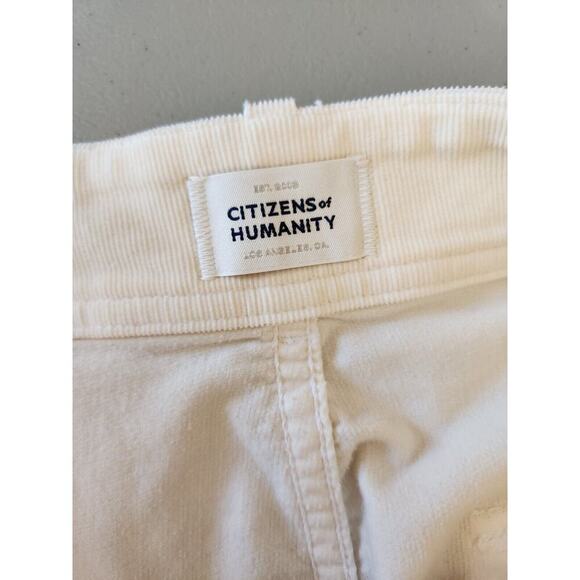 EST. 2003
CITIZENS of
HUMANITY
LOS ANGELES, CA.